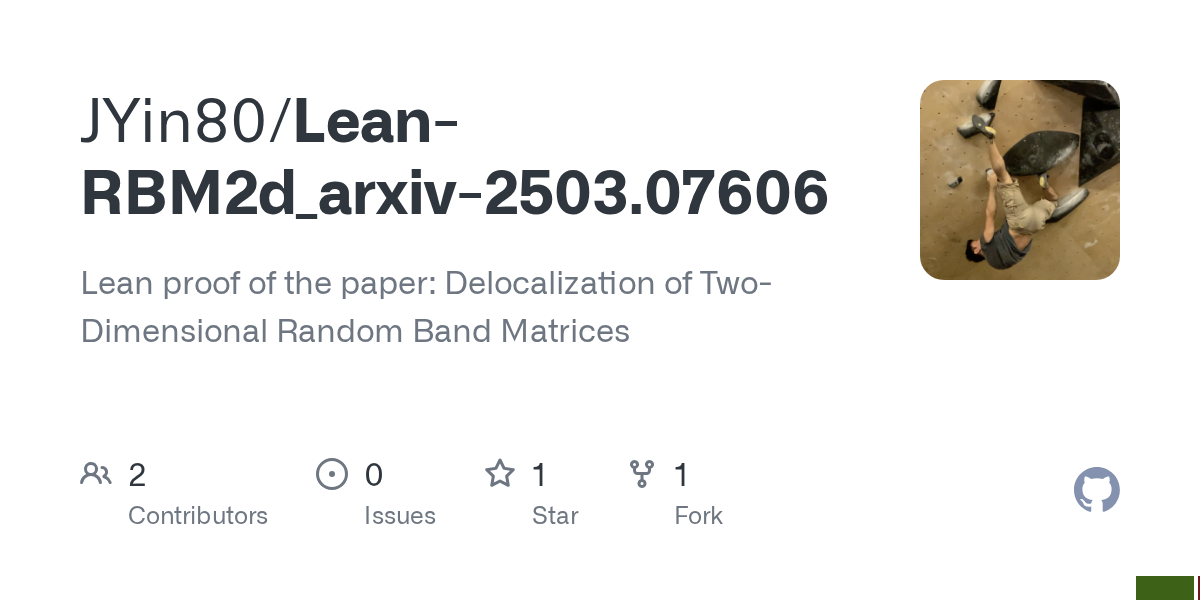 JYin80/Lean-
RBM2d_arxiv-2503.07606
Lean proof of the paper: Delocalization of Two-
Dimensional Random Band Matrices
2
Contributors
0
Issues
1
Star
1
Fork